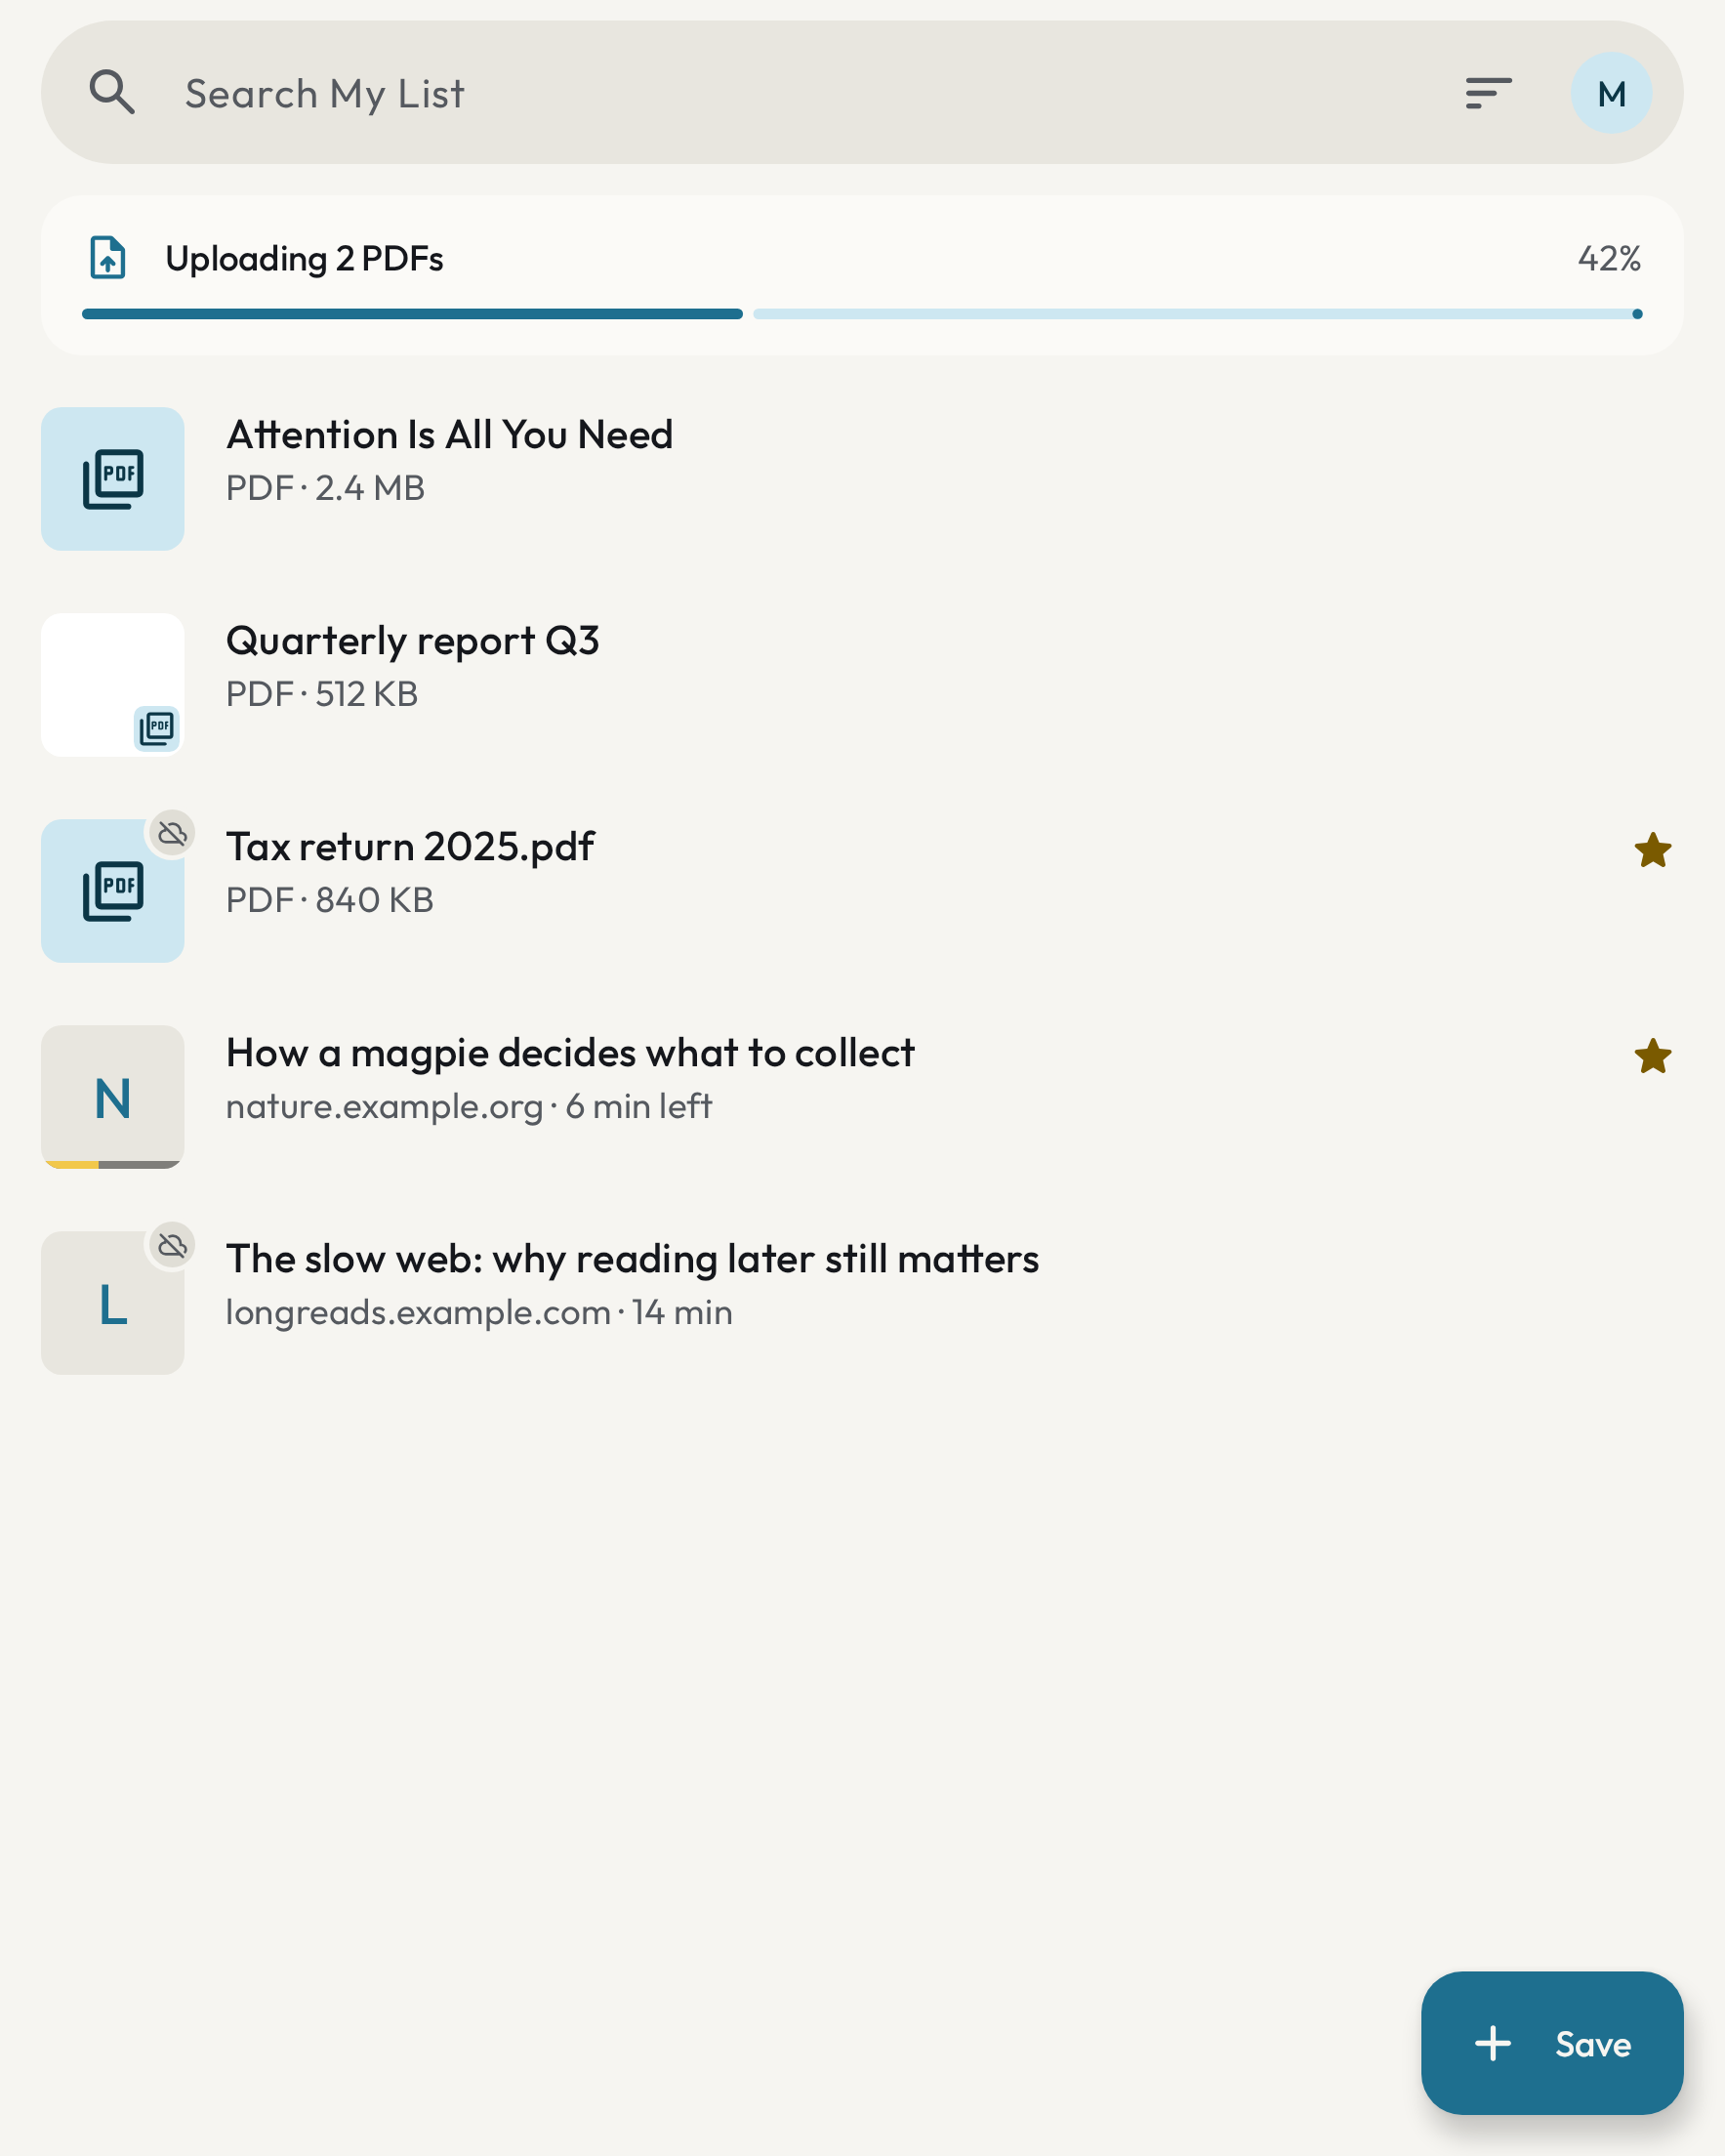 Search My List
M
Uploading 2 PDFs
42%
PDF
Attention Is All You Need
PDF · 2.4 MB
Quarterly report Q3
PDF · 512 KB
PDF
Tax return 2025.pdf
PDF · 840 KB
PDF
How a magpie decides what to collect
nature.example.org · 6 min left
N
The slow web: why reading later still matters
longreads.example.com · 14 min
L
Save